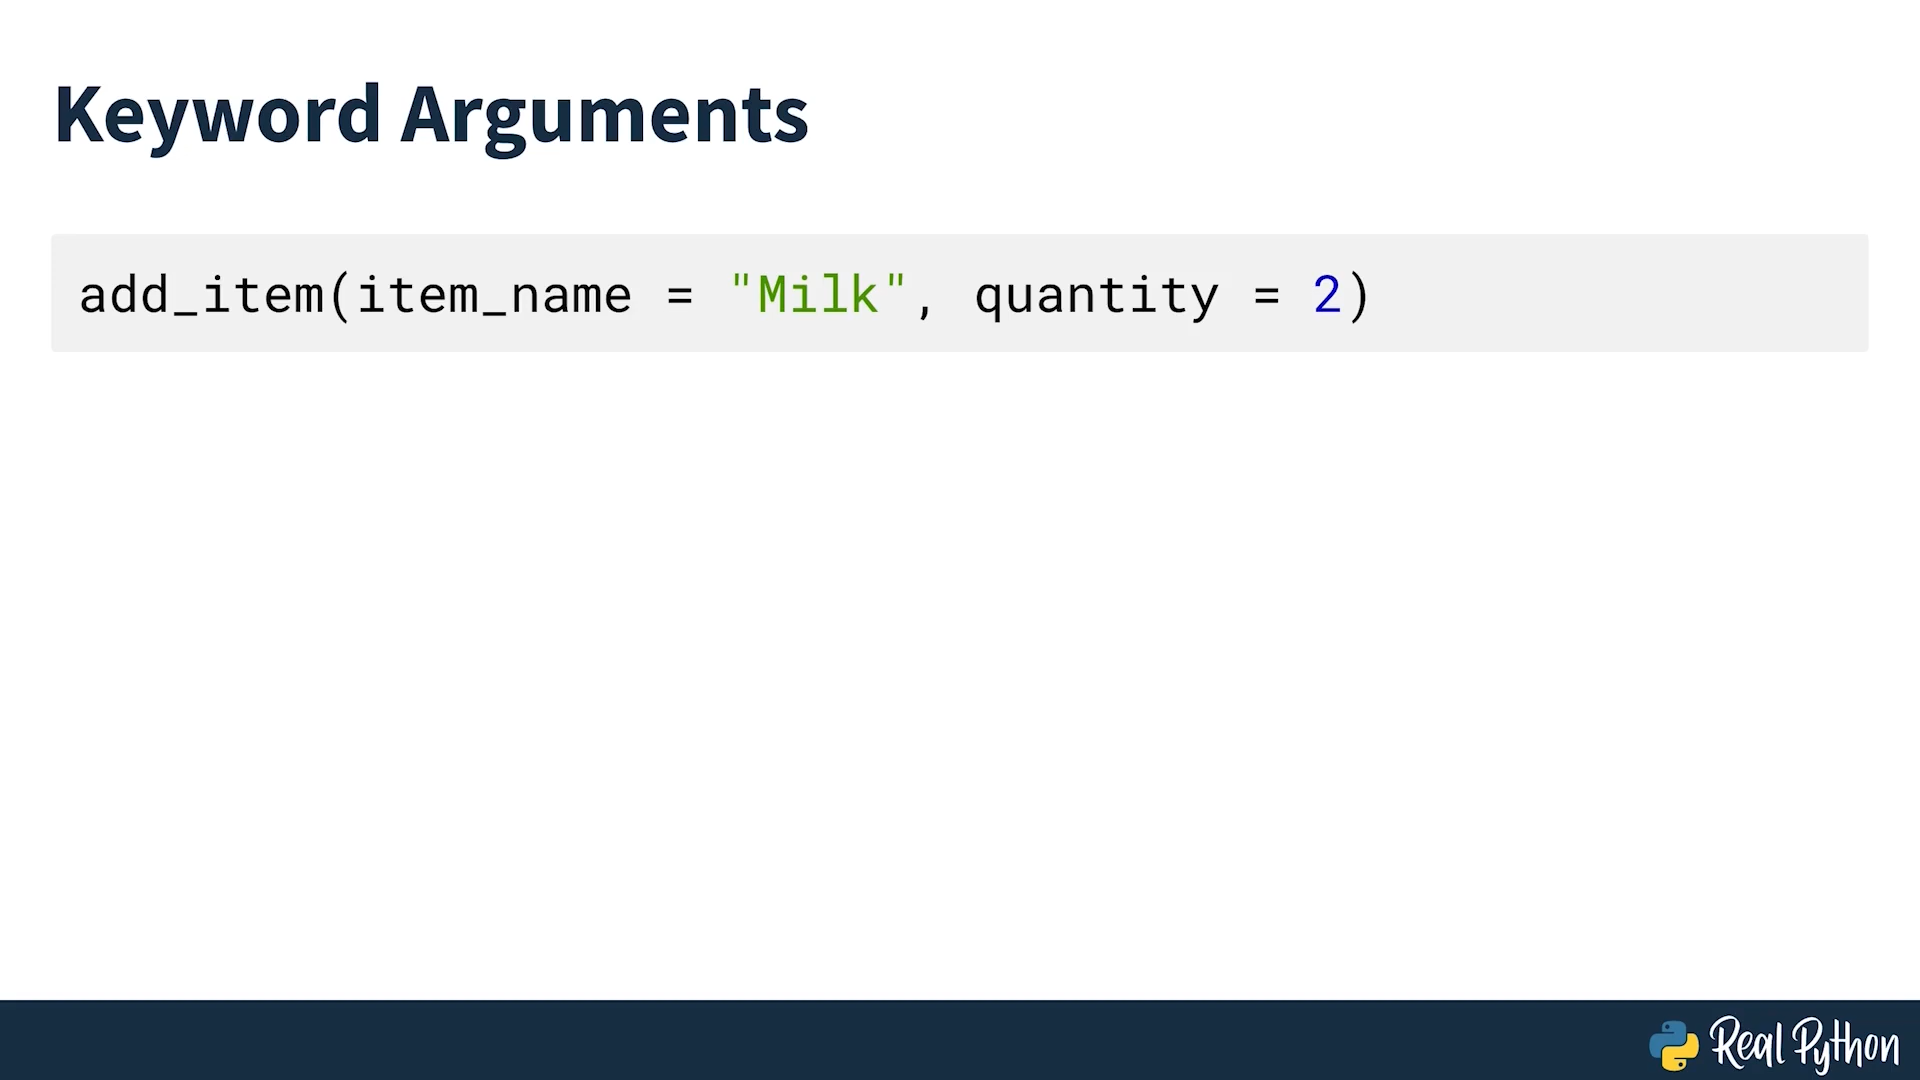 Keyword Arguments
add_item(item_name = "Milk", quantity = 2)
Real Python